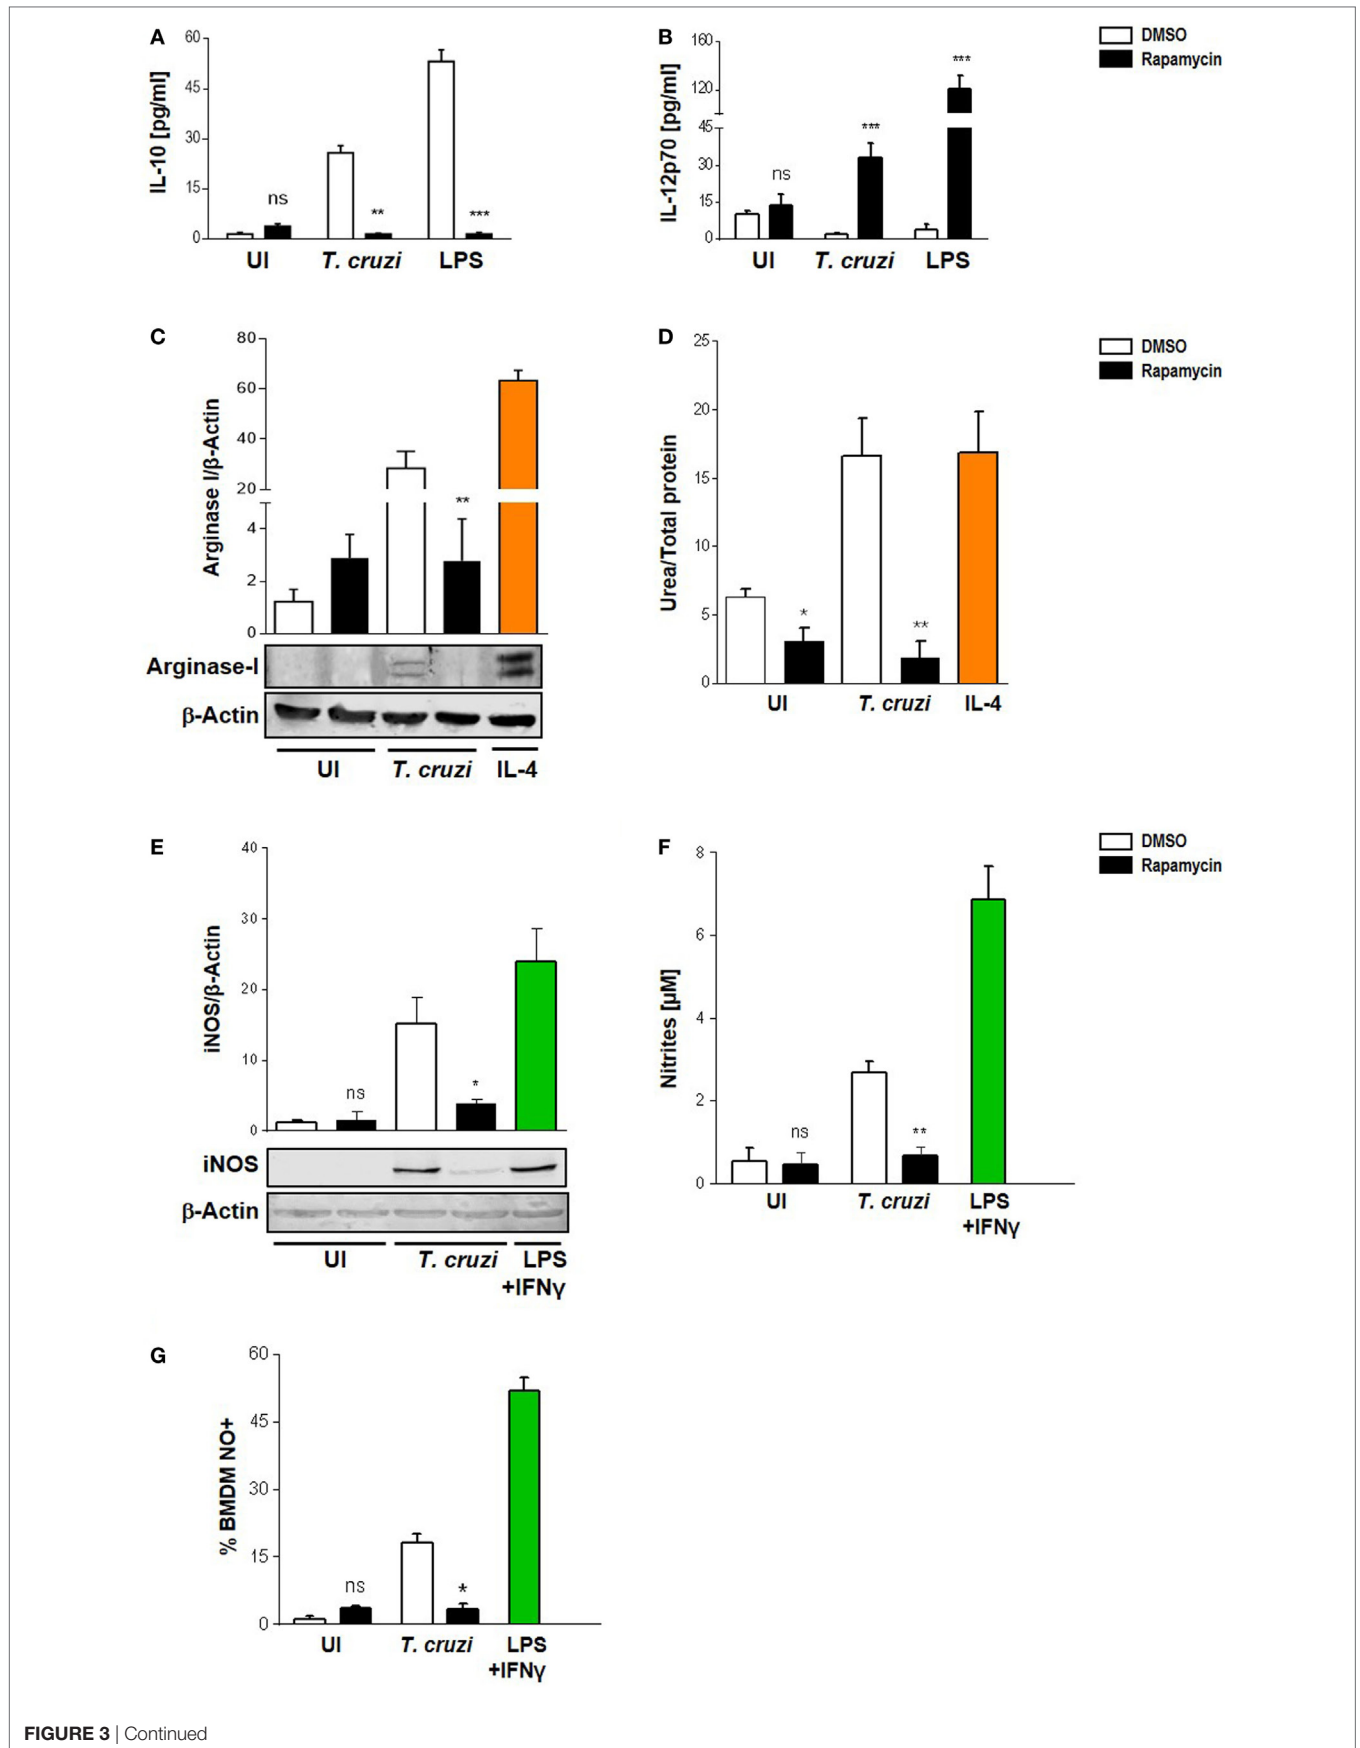 A
IL-10 [pg/ml]
60
45
30
15
0
ns
**
***
UI T. cruzi LPS
B
IL-12p70 [pg/ml]
160
120
45
30
15
0
ns
***
***
UI T. cruzi LPS
DMSO
Rapamycin
C
Arginase I/β-Actin
80
60
40
20
4
2
0
**
Arginase-I
β-Actin
UI T. cruzi IL-4
D
Urea/Total protein
25
20
15
10
5
0
*
**
UI T. cruzi IL-4
DMSO
Rapamycin
E
iNOS/β-Actin
40
30
20
10
0
ns
*
iNOS
β-Actin
UI T. cruzi LPS
+IFNγ
F
Nitrites [µM]
8
6
4
2
0
ns
**
UI T. cruzi LPS
+IFNγ
DMSO
Rapamycin
G
% BMDM NO+
60
45
30
15
0
ns
*
UI T. cruzi LPS
+IFNγ
FIGURE 3 | Continued